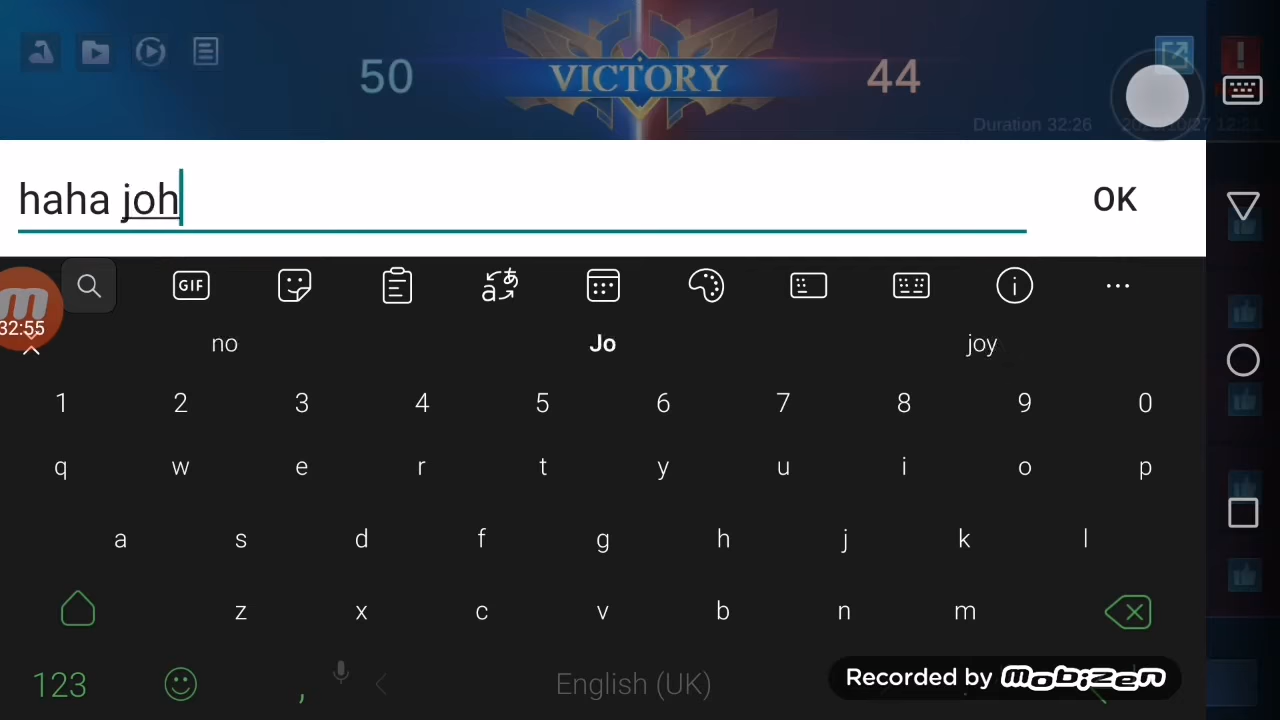 50 VICTORY 44
Duration 32:26
haha joh OK
GIF
32:55
no Jo joy
1 2 3 4 5 6 7 8 9 0
q w e r t y u i o p
a s d f g h j k l
z x c v b n m
123 , English (UK)
Recorded by mobizen